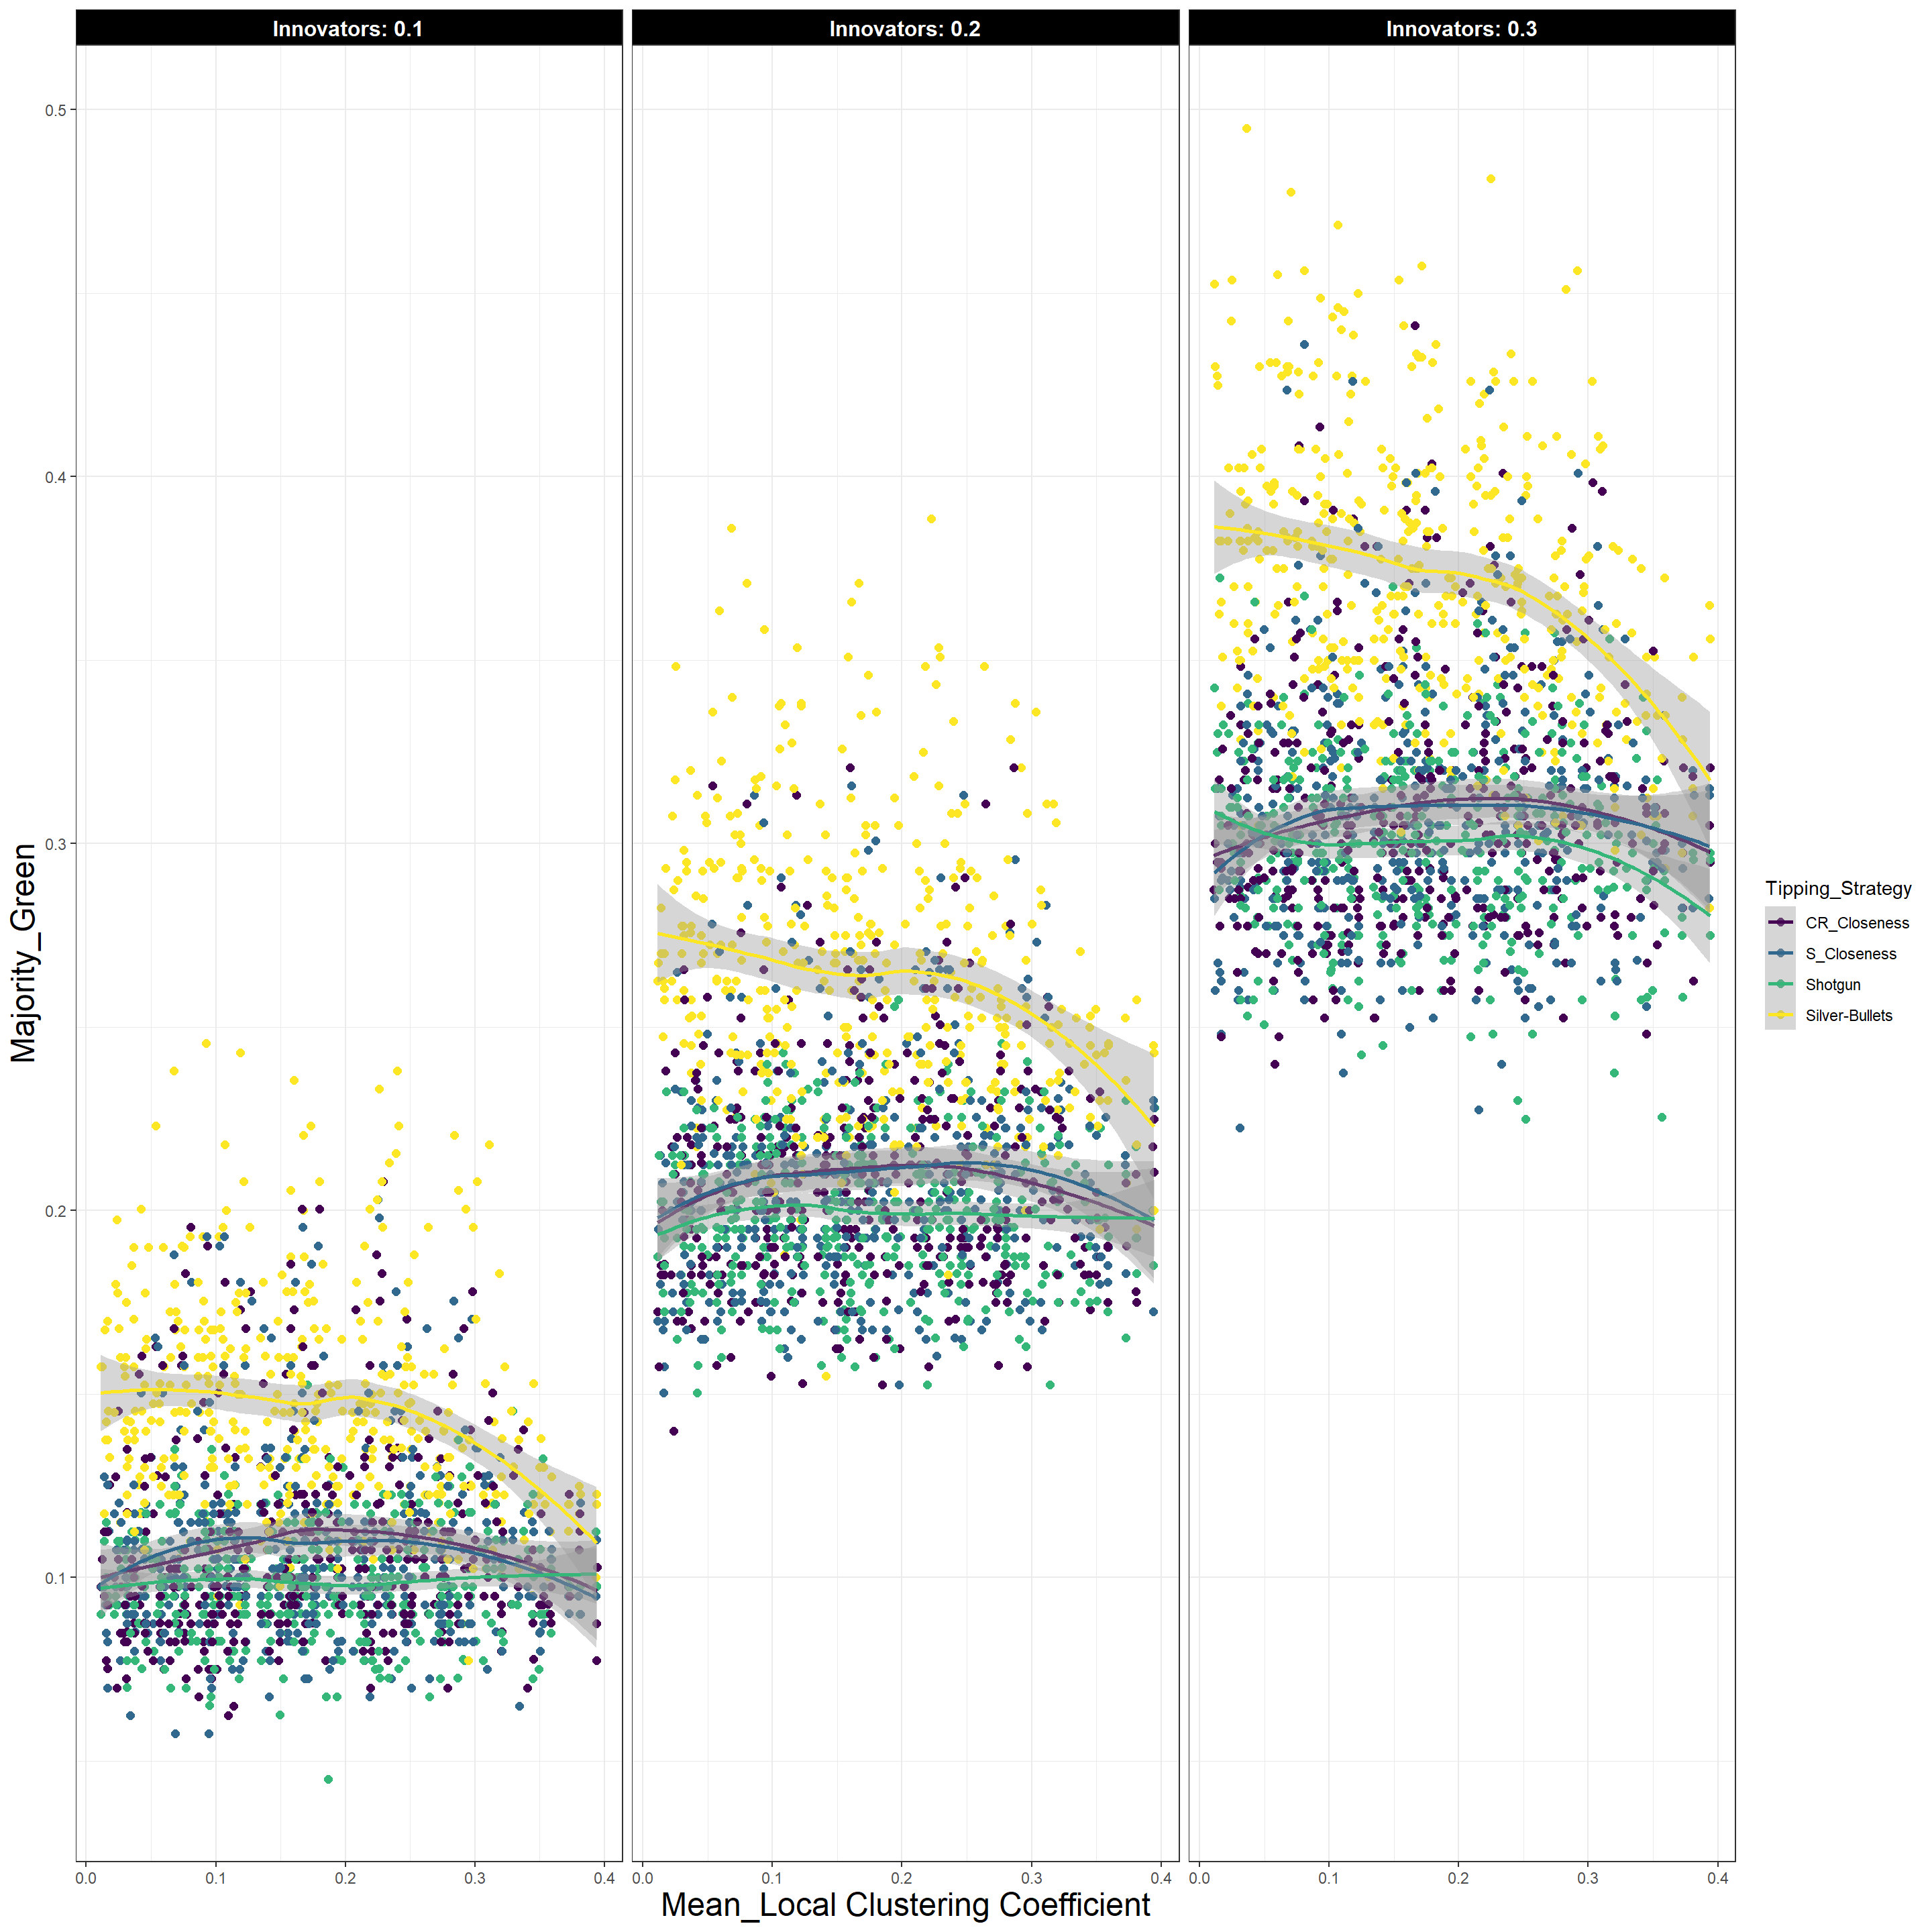 Innovators: 0.1
Innovators: 0.2
Innovators: 0.3
Majority_Green
0.5
0.4
0.3
0.2
0.1
0.0 0.1 0.2 0.3 0.4
0.0 0.1 0.2 0.3 0.4
0.0 0.1 0.2 0.3 0.4
Mean_Local Clustering Coefficient
Tipping_Strategy
CR_Closeness
S_Closeness
Shotgun
Silver-Bullets